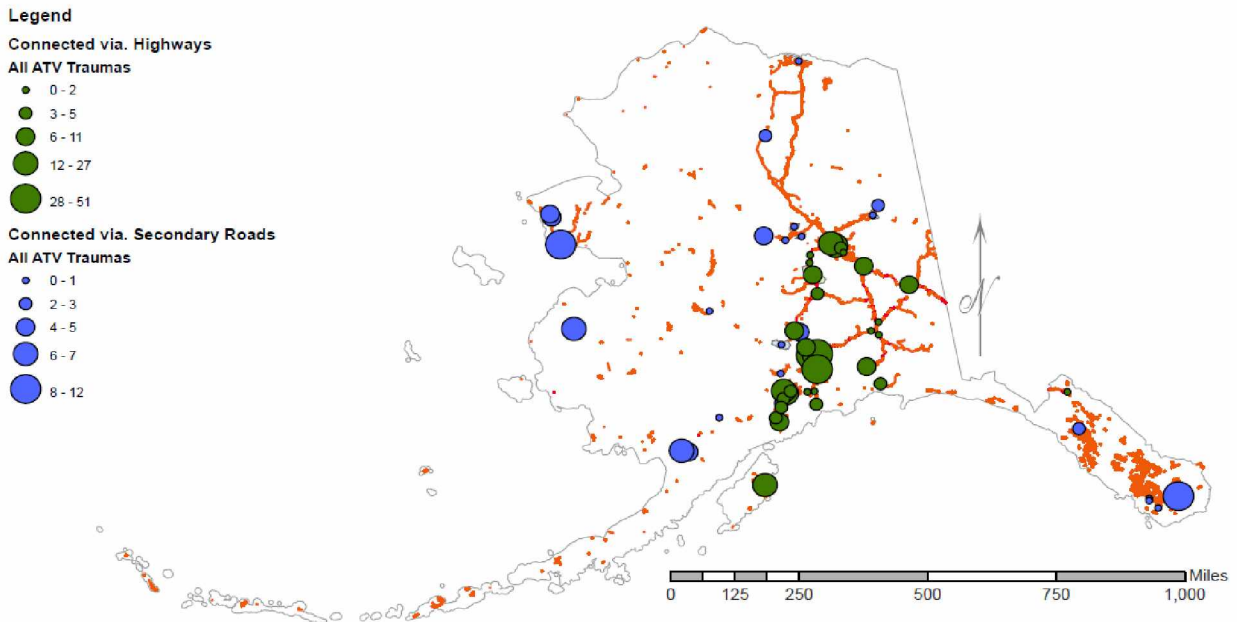 Legend
Connected via. Highways
All ATV Traumas
0 - 2
3 - 5
6 - 11
12 - 27
28 - 51
Connected via. Secondary Roads
All ATV Traumas
0 - 1
2 - 3
4 - 5
6 - 7
8 - 12
N
Miles
0 125 250 500 750 1,000